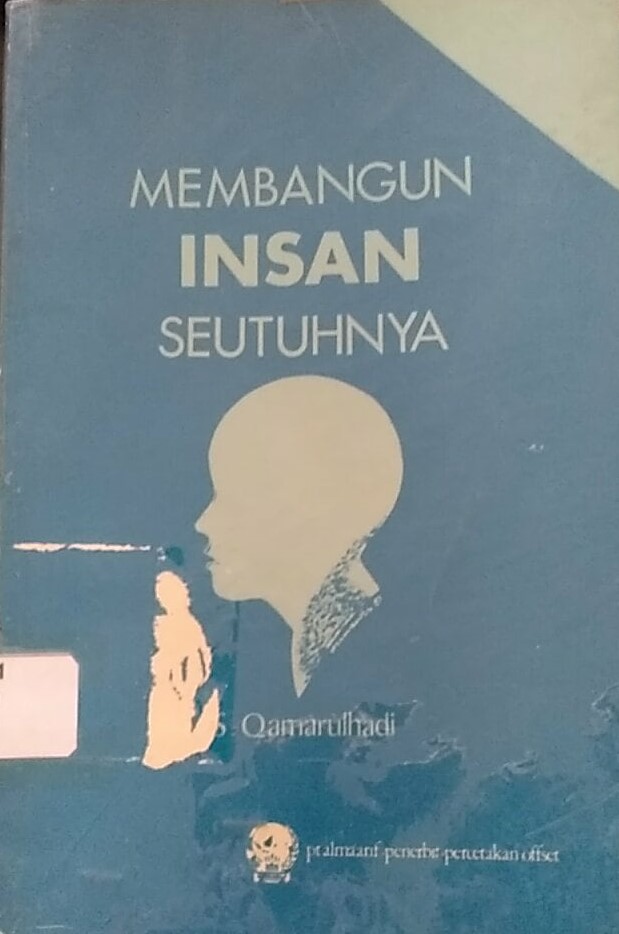 MEMBANGUN
INSAN
SEUTUHNYA
S Qamarulhadi
pt almaarif penerbit-percetakan offset